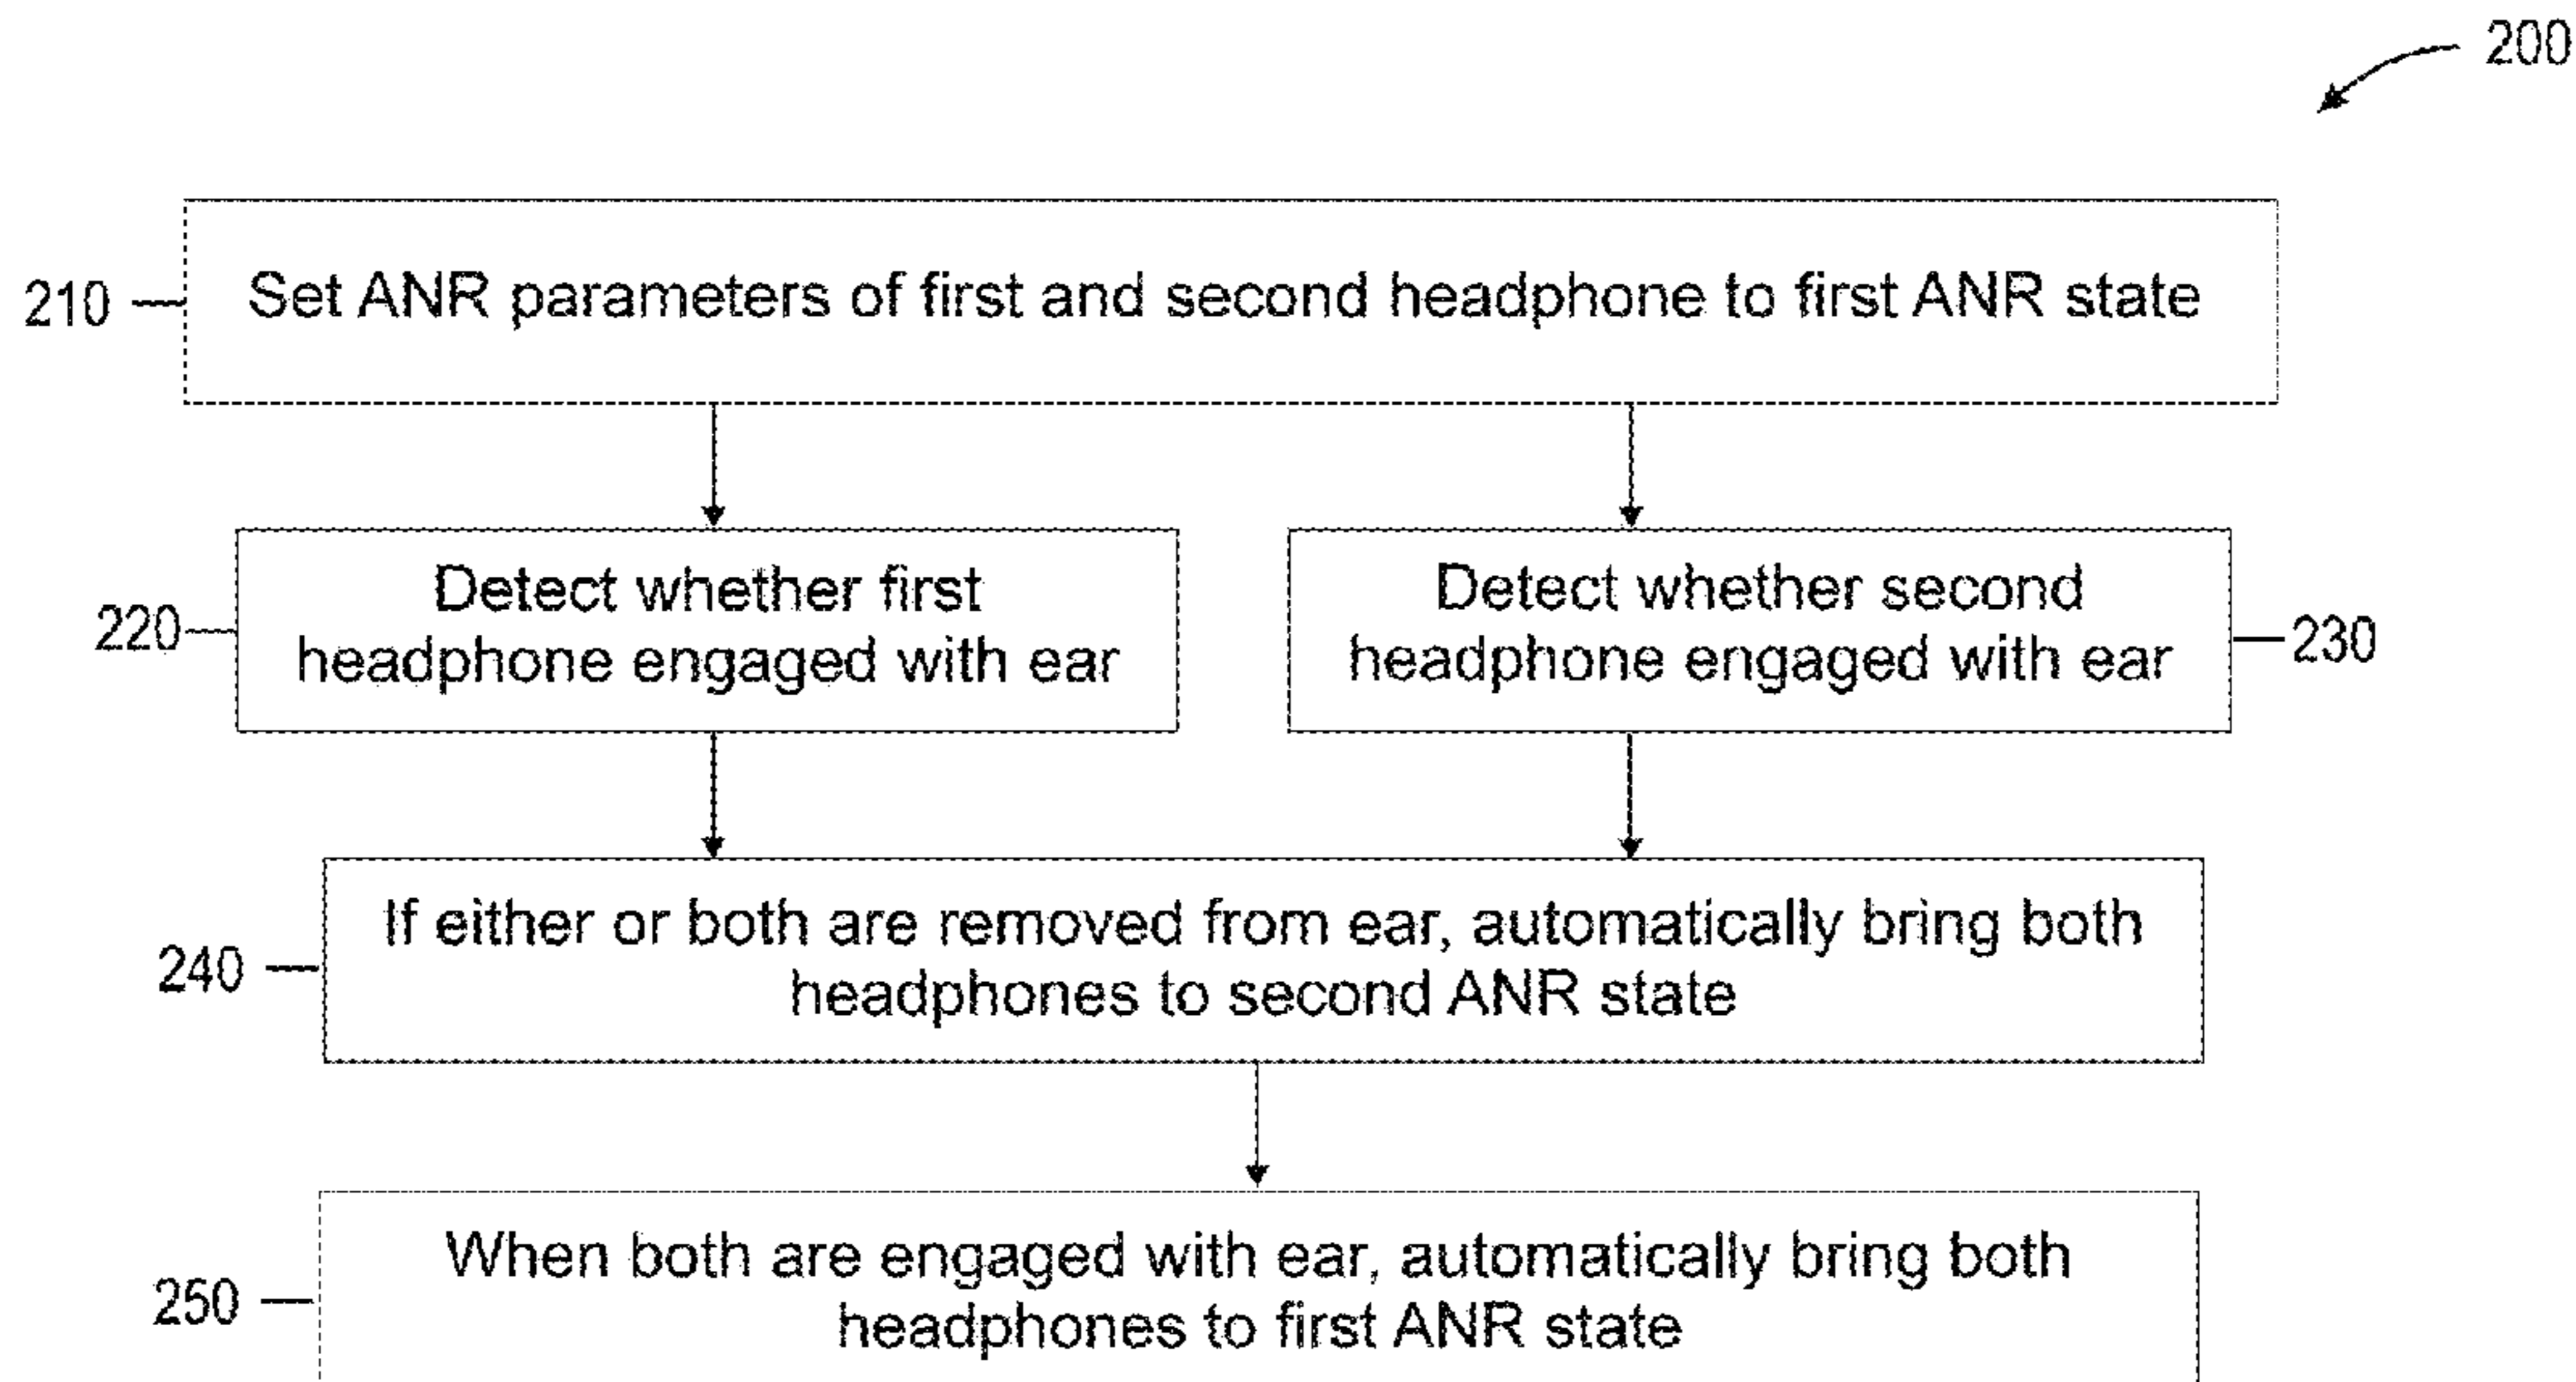 200
210
Set ANR parameters of first and second headphone to first ANR state
220
Detect whether first
headphone engaged with ear
Detect whether second
headphone engaged with ear
230
240
If either or both are removed from ear, automatically bring both
headphones to second ANR state
250
When both are engaged with ear, automatically bring both
headphones to first ANR state